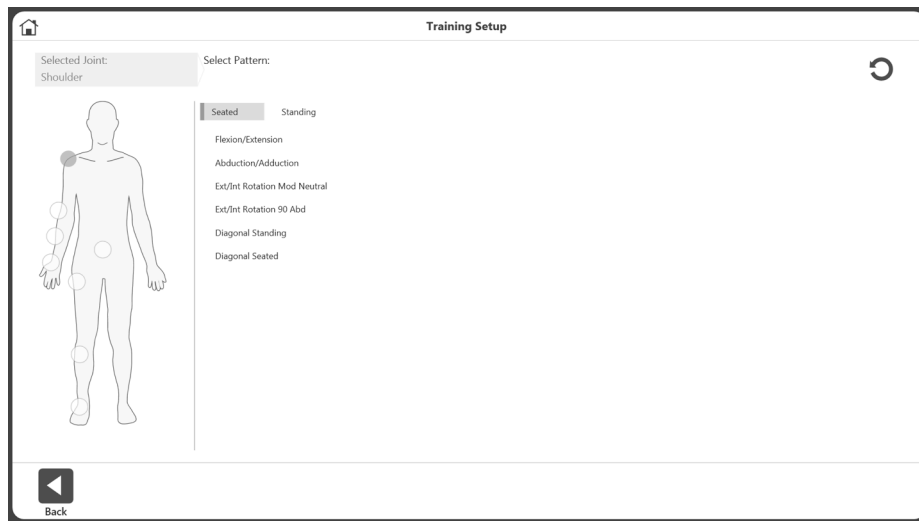 Training Setup
Selected Joint:
Shoulder
Select Pattern:
Seated
Standing
Flexion/Extension
Abduction/Adduction
Ext/Int Rotation Mod Neutral
Ext/Int Rotation 90 Abd
Diagonal Standing
Diagonal Seated
Back